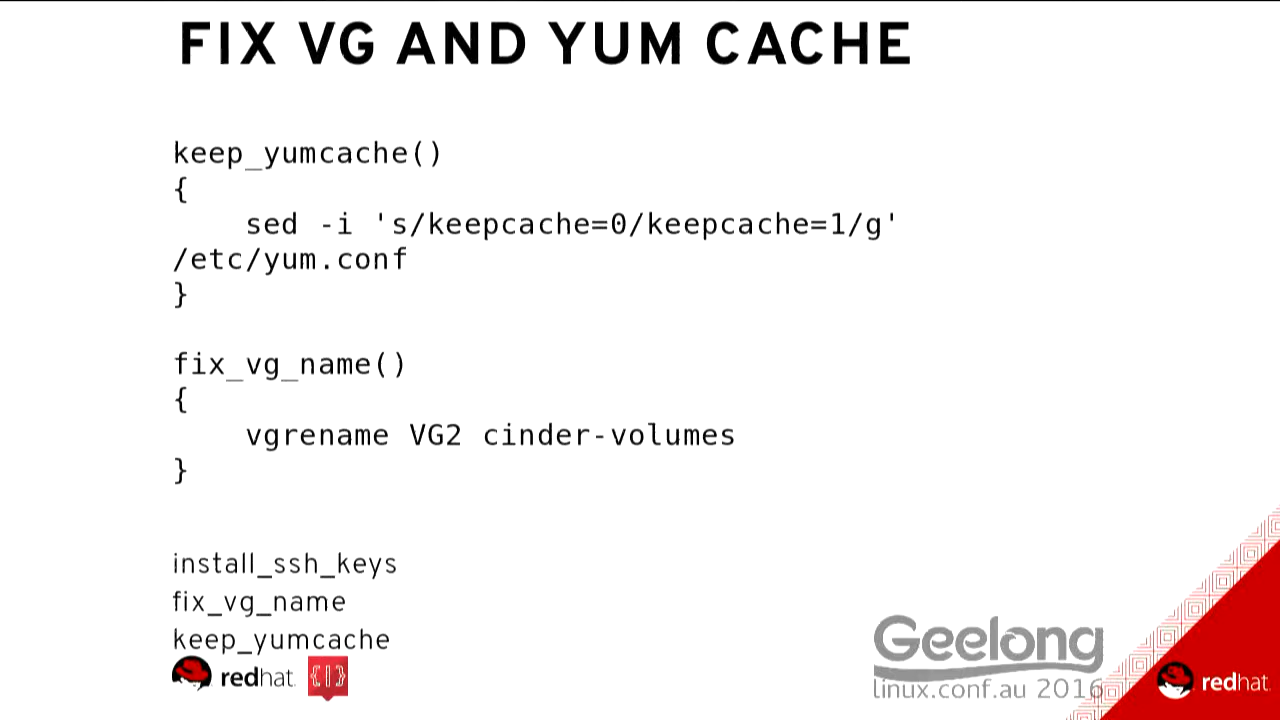 FIX VG AND YUM CACHE
keep_yumcache()
{
    sed -i 's/keepcache=0/keepcache=1/g'
/etc/yum.conf
}
fix_vg_name()
{
    vgrename VG2 cinder-volumes
}
install_ssh_keys
fix_vg_name
keep_yumcache
redhat. {|}
Geelong
linux.conf.au 2016
redhat.